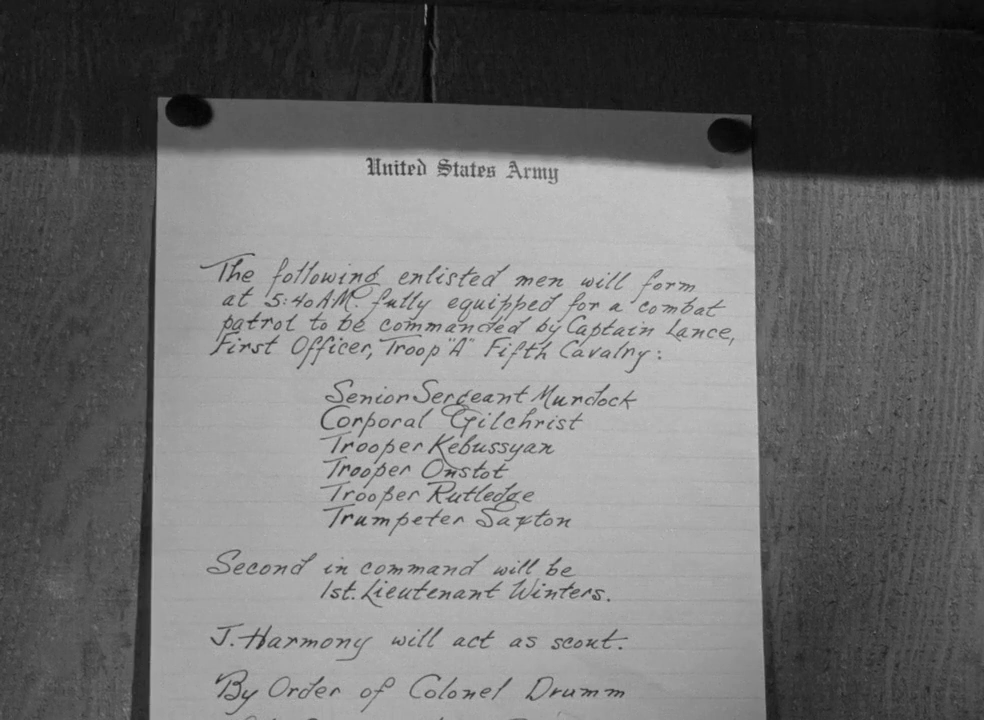 United States Army
The following enlisted men will form
at 5:40 A.M. fully equipped for a combat
patrol to be commanded by Captain Lance,
First Officer, Troop "A" Fifth Cavalry:
Senior Sergeant Murdock
Corporal Gilchrist
Trooper Kebussyan
Trooper Onstot
Trooper Rutledge
Trumpeter Saxton
Second in command will be
1st. Lieutenant Winters.
J. Harmony will act as scout.
By Order of Colonel Drumm